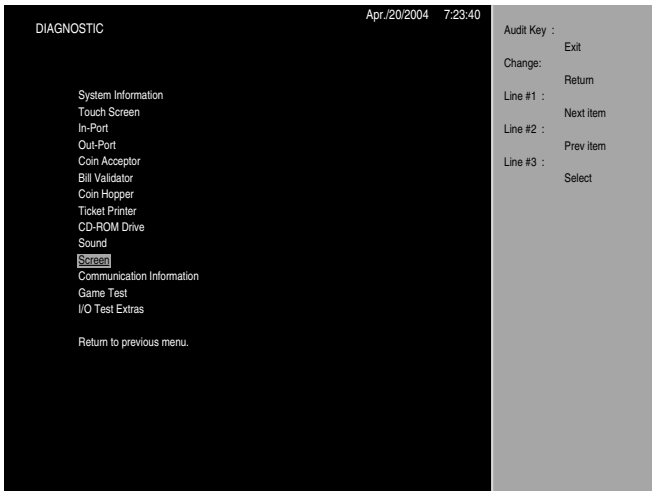 Apr./20/2004 7:23:40
DIAGNOSTIC
System Information
Touch Screen
In-Port
Out-Port
Coin Acceptor
Bill Validator
Coin Hopper
Ticket Printer
CD-ROM Drive
Sound
Screen
Communication Information
Game Test
I/O Test Extras
Return to previous menu.
Audit Key :
Exit
Change:
Return
Line #1 :
Next item
Line #2 :
Prev item
Line #3 :
Select